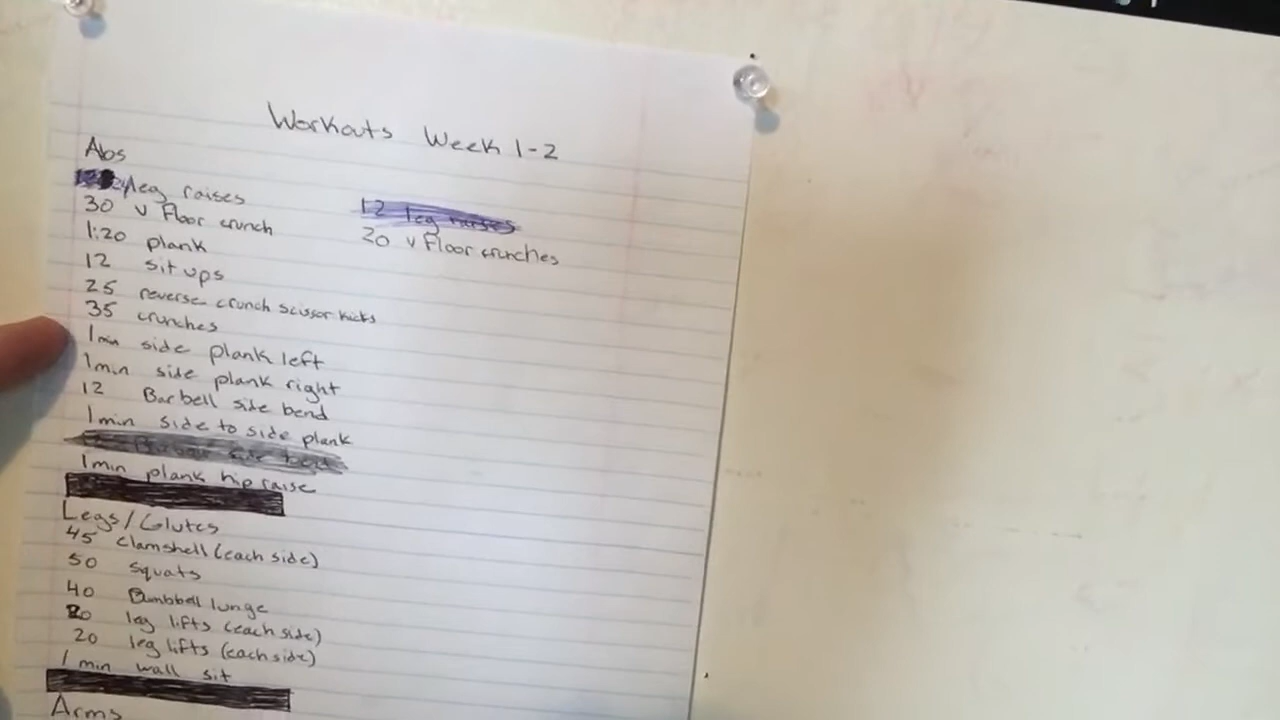 Workouts Week 1-2
Abs
leg raises
30 v Floor crunch
1:20 plank
12 sit ups
25 reverse crunch scissor kicks
35 crunches
1min side plank left
1min side plank right
12 Barbell side bend
1min side to side plank
1min plank hip raise
12 leg raises
20 v Floor crunches
Legs/Glutes
45 clamshell (each side)
50 squats
40 Dumbbell lunge
20 leg lifts (each side)
20 leg lifts (each side)
1 min wall sit
Arms